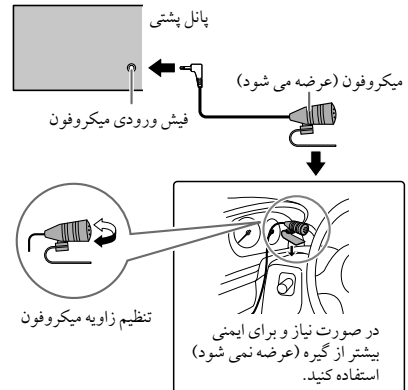 پانل پشتی
میکروفون (عرضه می شود)
فیش ورودی میکروفون
تنظیم زاویه میکروفون
در صورت نیاز و برای ایمنی
بیشتر از گیره (عرضه نمی شود)
استفاده کنید.